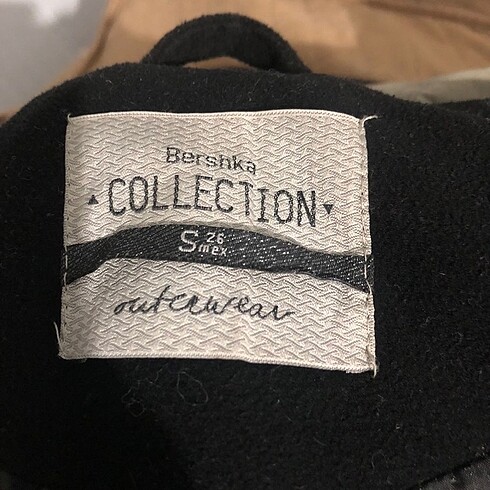 Bershka
COLLECTION
S 26
mex
outerwear